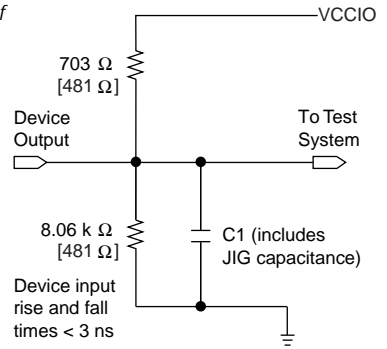 f
VCCIO
703 Ω
[481 Ω]
Device
Output
To Test
System
8.06 k Ω
[481 Ω]
C1 (includes
JIG capacitance)
Device input
rise and fall
times < 3 ns